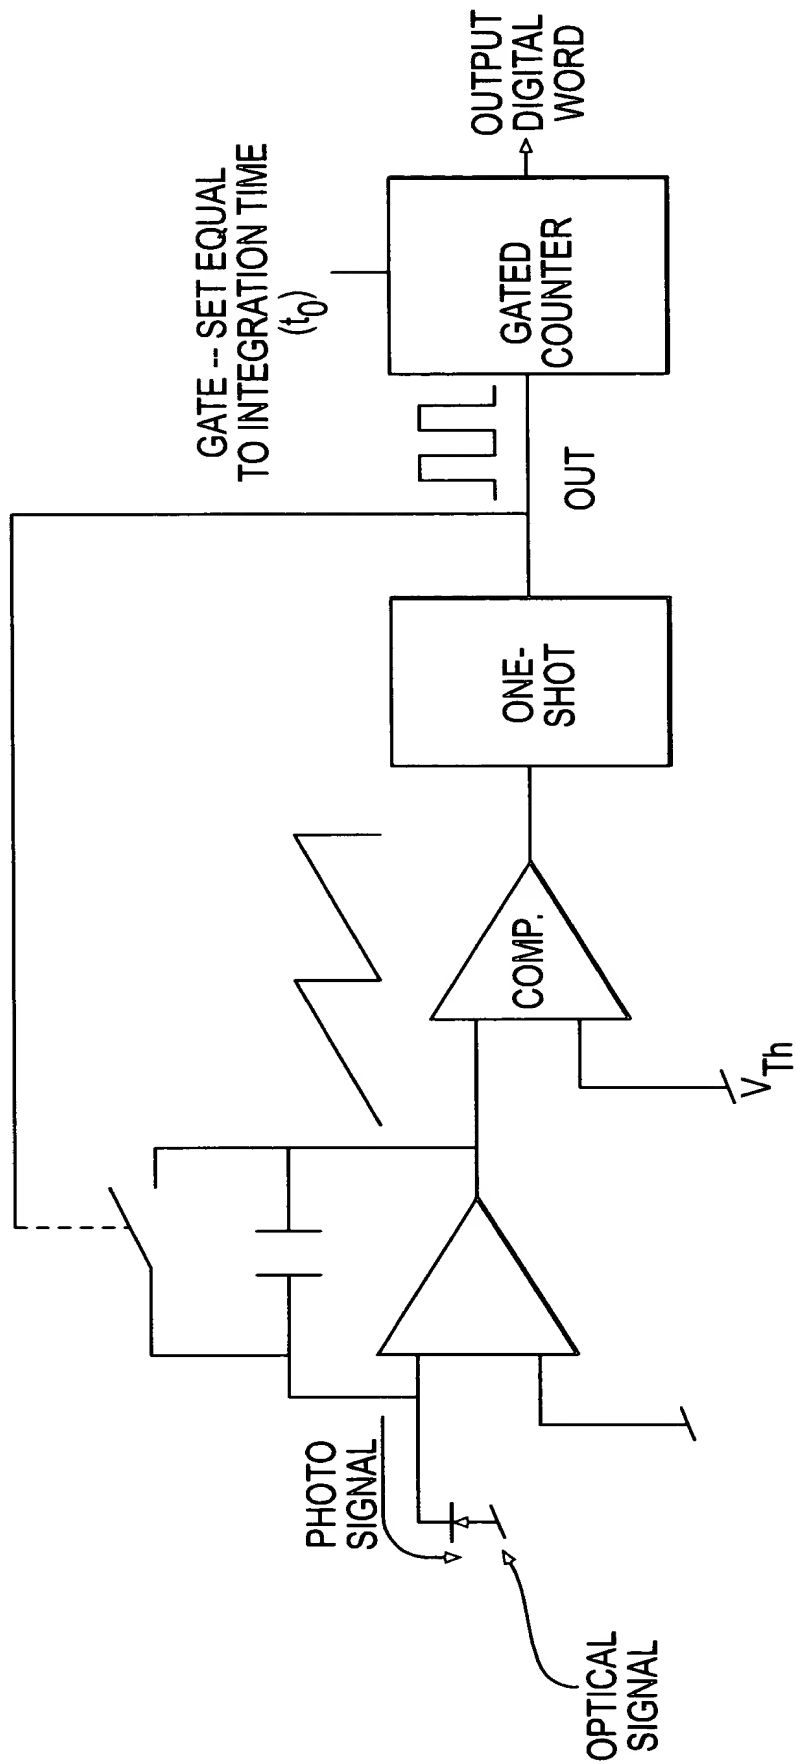 OPTICAL
SIGNAL
PHOTO
SIGNAL
COMP.
V Th
ONE-
SHOT
OUT
GATE -- SET EQUAL
TO INTEGRATION TIME
(t0)
GATED
COUNTER
OUTPUT
DIGITAL
WORD